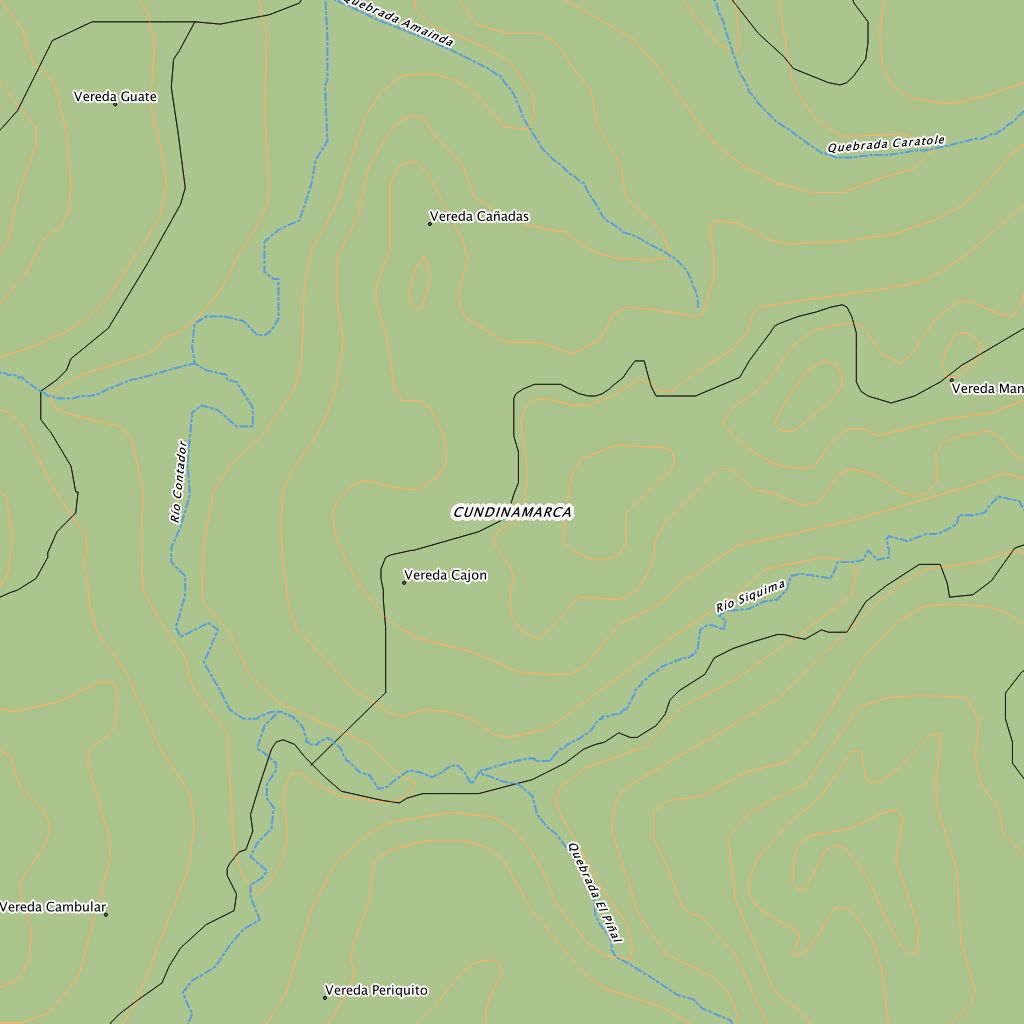 Quebrada Amainda
Vereda Guate
Quebrada Caratole
Vereda Cañadas
Vereda Man
Río Contador
CUNDINAMARCA
Vereda Cajon
Río Siquima
Quebrada El Piñal
Vereda Cambular
Vereda Periquito